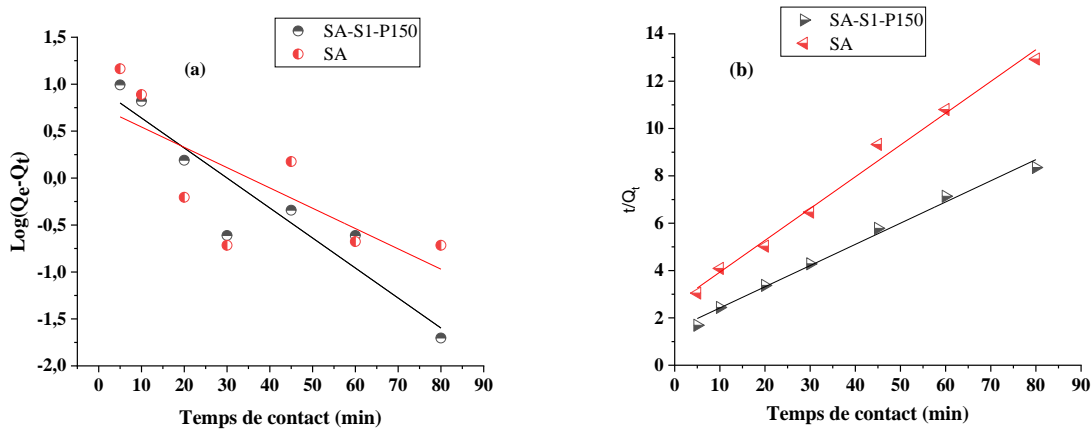 SA-S1-P150
SA
(a)
1,5
1,0
0,5
0,0
-0,5
-1,0
-1,5
-2,0
Log(Qe-Qt)
0 10 20 30 40 50 60 70 80 90
Temps de contact (min)
SA-S1-P150
SA
(b)
14
12
10
8
6
4
2
0
t/Qt
0 10 20 30 40 50 60 70 80 90
Temps de contact (min)